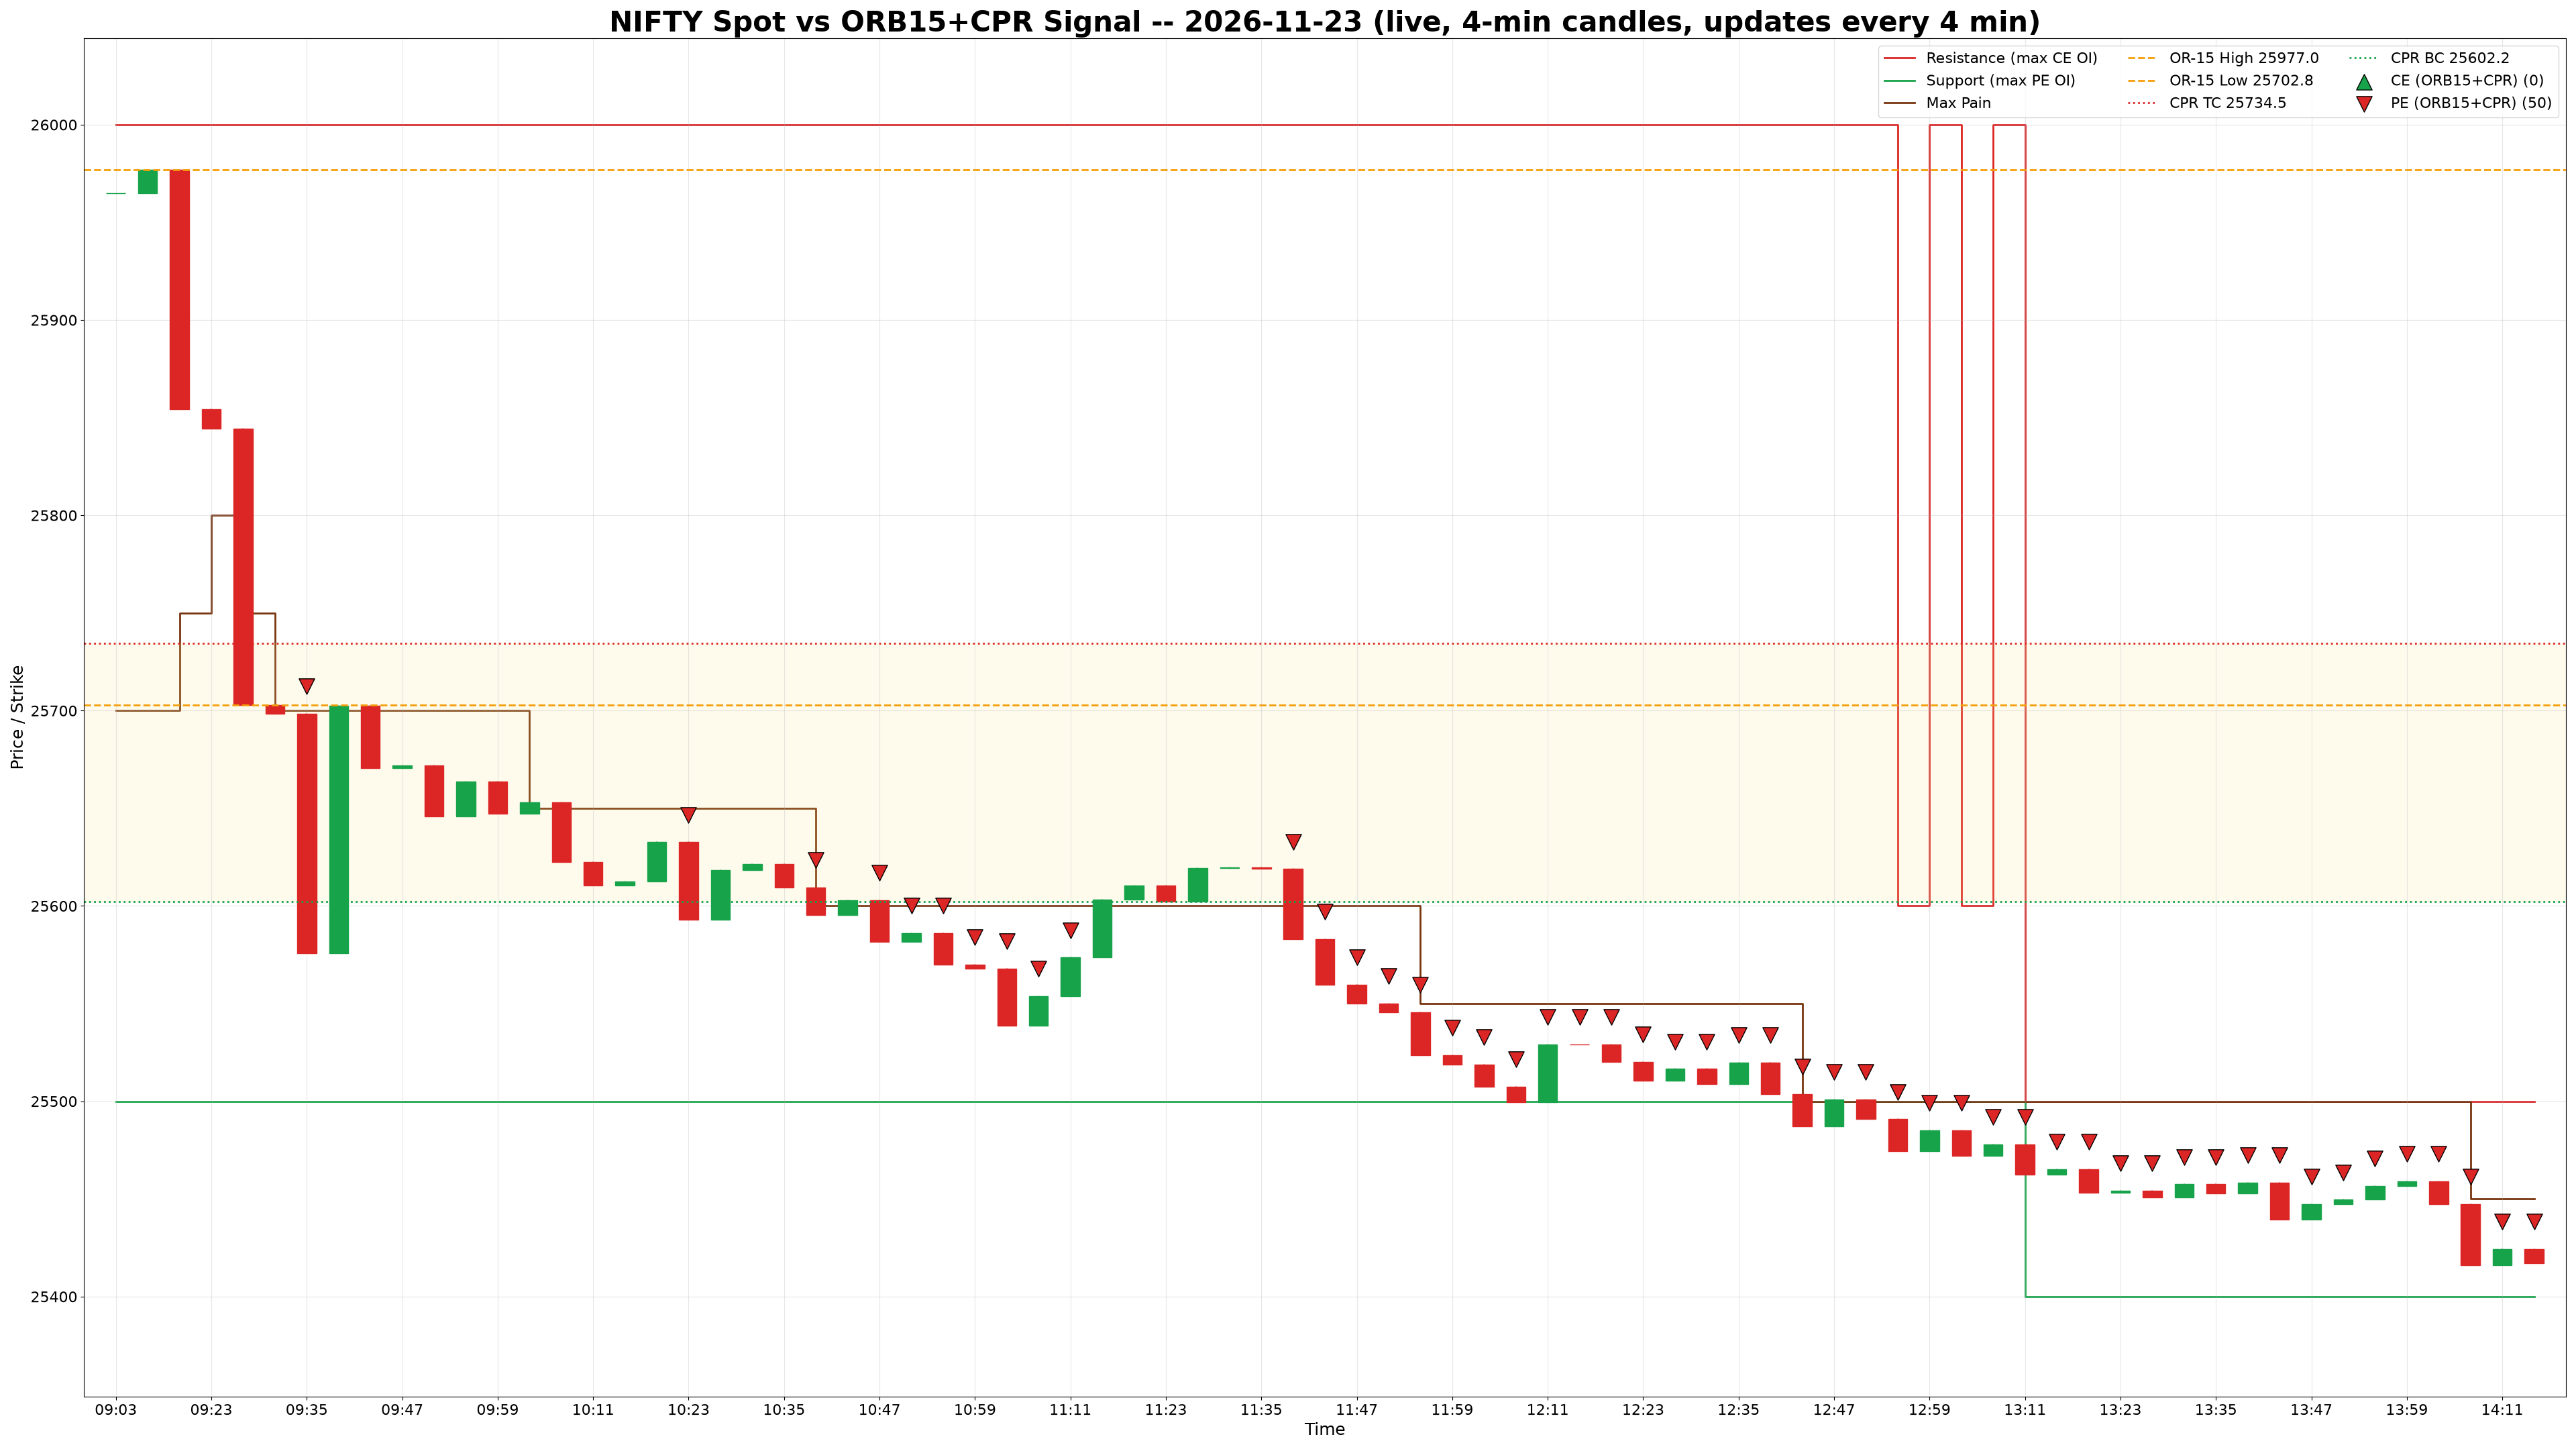 NIFTY Spot vs ORB15+CPR Signal -- 2026-11-23 (live, 4-min candles, updates every 4 min)
Resistance (max CE OI)
Support (max PE OI)
Max Pain
OR-15 High 25977.0
OR-15 Low 25702.8
CPR TC 25734.5
CPR BC 25602.2
CE (ORB15+CPR) (0)
PE (ORB15+CPR) (50)
Price / Strike
26000
25900
25800
25700
25600
25500
25400
09:03 09:23 09:35 09:47 09:59 10:11 10:23 10:35 10:47 10:59 11:11 11:23 11:35 11:47 11:59 12:11 12:23 12:35 12:47 12:59 13:11 13:23 13:35 13:47 13:59 14:11
Time